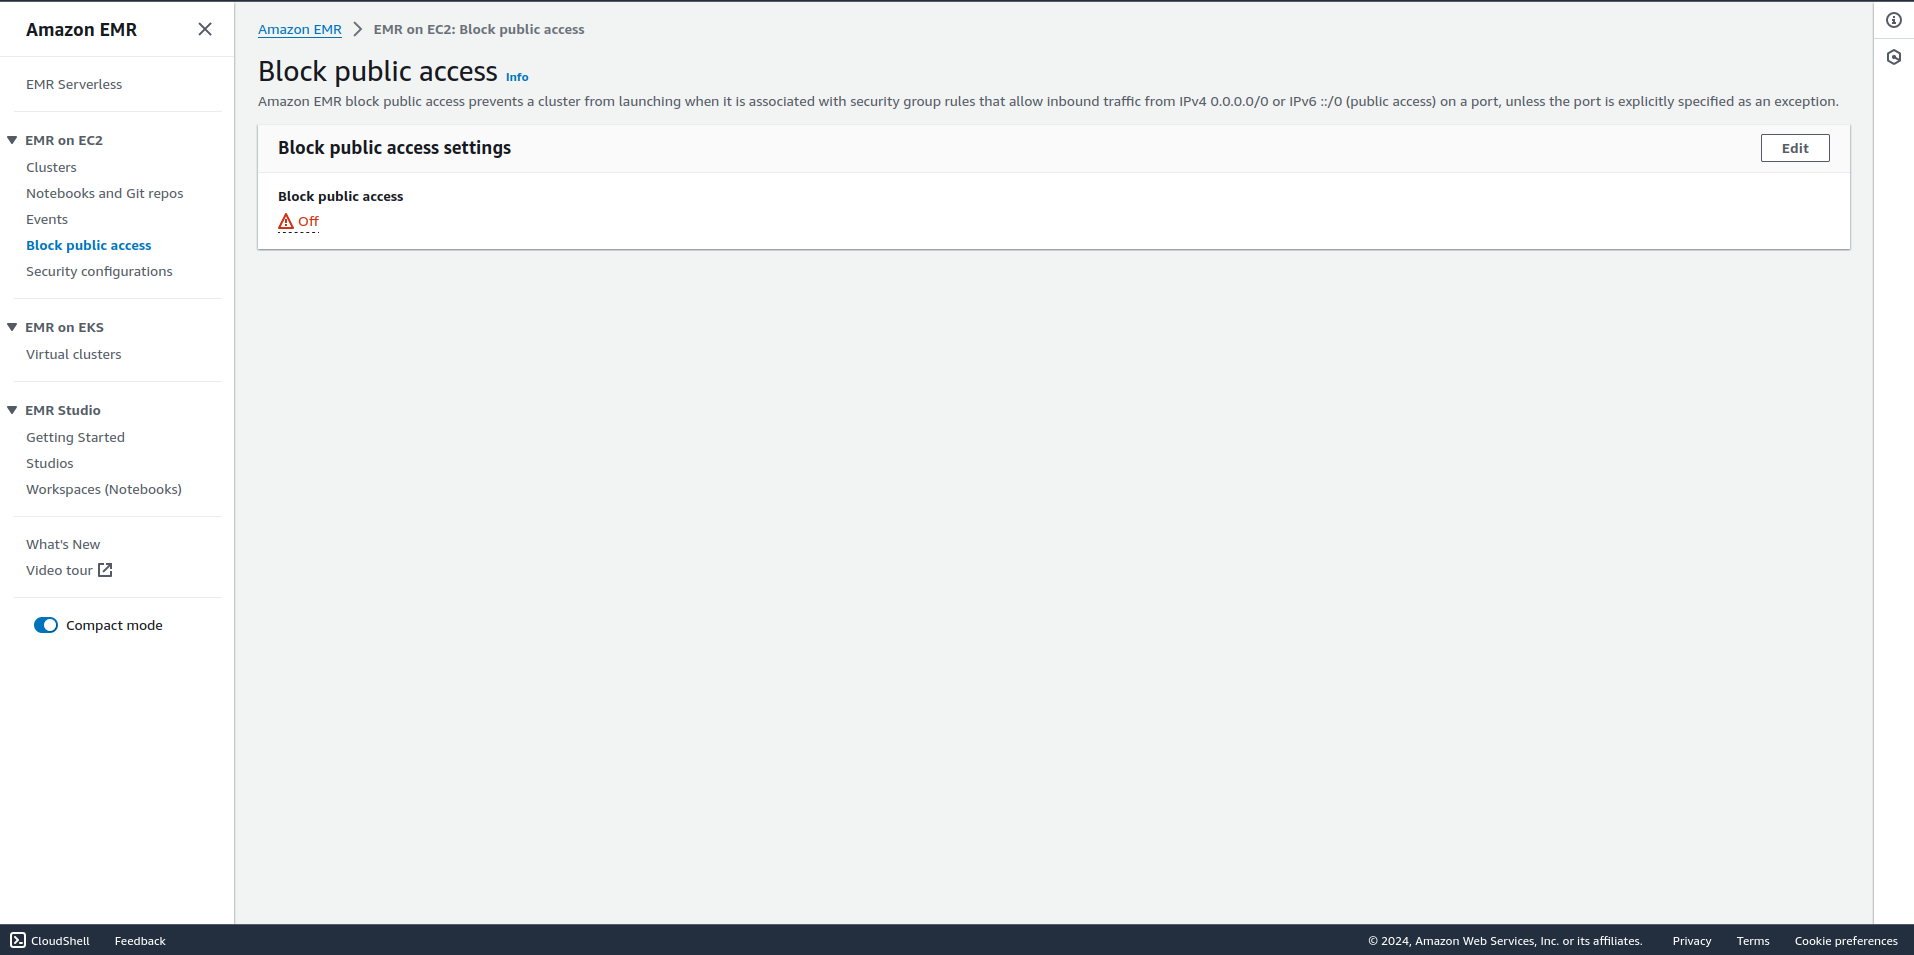 Amazon EMR
EMR Serverless
EMR on EC2
Clusters
Notebooks and Git repos
Events
Block public access
Security configurations
EMR on EKS
Virtual clusters
EMR Studio
Getting Started
Studios
Workspaces (Notebooks)
What's New
Video tour
Compact mode
Amazon EMR > EMR on EC2: Block public access
Block public access Info
Amazon EMR block public access prevents a cluster from launching when it is associated with security group rules that allow inbound traffic from IPv4 0.0.0.0/0 or IPv6 ::/0 (public access) on a port, unless the port is explicitly specified as an exception.
Block public access settings
Edit
Block public access
Off
CloudShell Feedback © 2024, Amazon Web Services, Inc. or its affiliates. Privacy Terms Cookie preferences